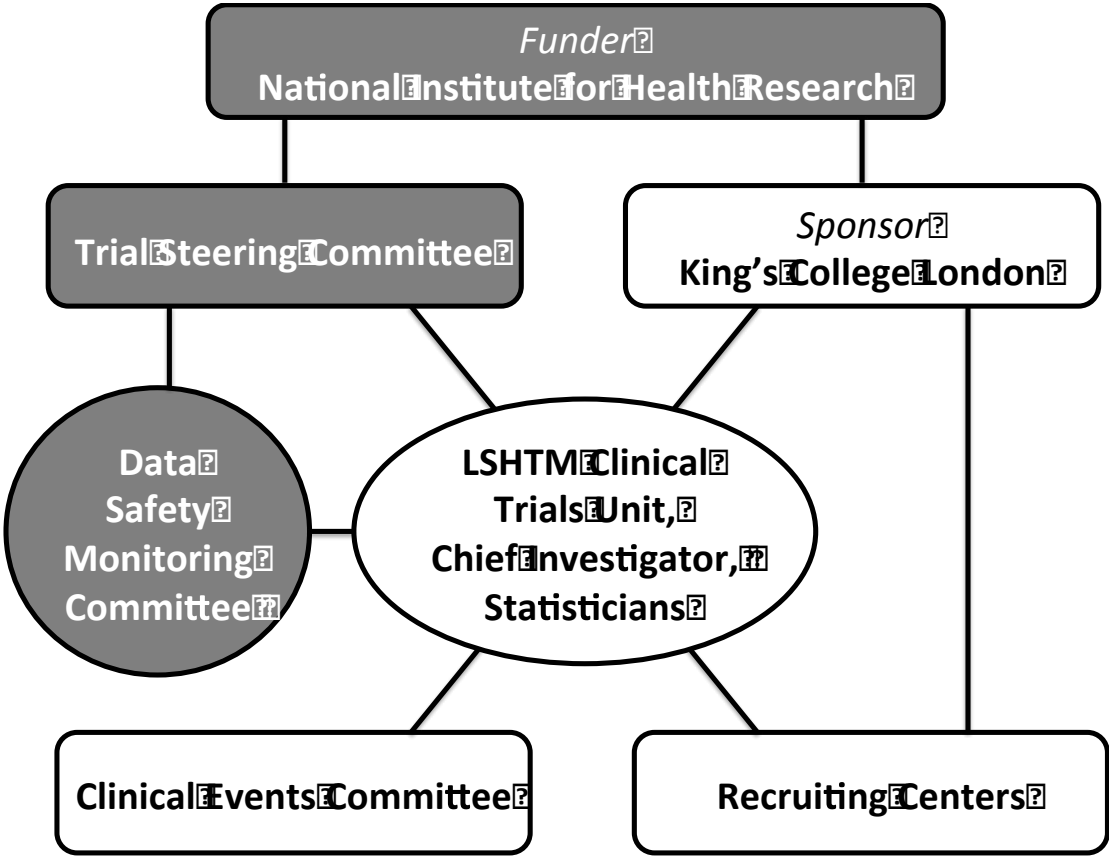 Funder
National Institute for Health Research
Trial Steering Committee
Sponsor
King's College London
Data
Safety
Monitoring
Committee
LSHTM Clinical
Trials Unit,
Chief Investigator,
Statisticians
Clinical Events Committee
Recruiting Centers